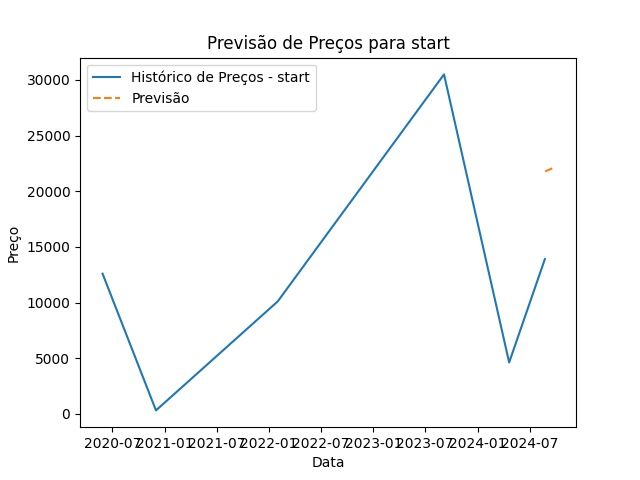 Previsão de Preços para start
Histórico de Preços - start
Previsão
30000
25000
20000
15000
10000
5000
0
Preço
2020-07 2021-01 2021-07 2022-01 2022-07 2023-01 2023-07 2024-01 2024-07
Data